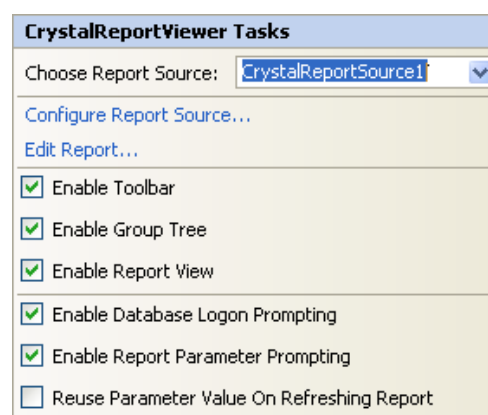 CrystalReportViewer Tasks
Choose Report Source: CrystalReportSource1
Configure Report Source...
Edit Report...
Enable Toolbar
Enable Group Tree
Enable Report View
Enable Database Logon Prompting
Enable Report Parameter Prompting
Reuse Parameter Value On Refreshing Report